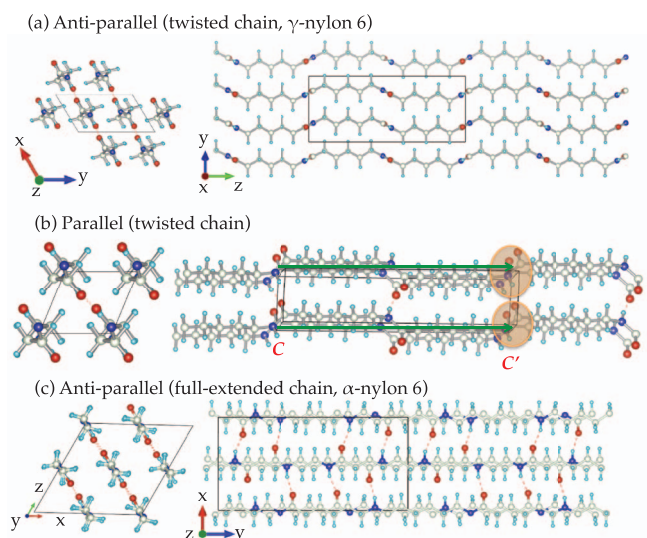 (a) Anti-parallel (twisted chain, γ-nylon 6)
x
z
y
y
x
z
(b) Parallel (twisted chain)
C
C′
(c) Anti-parallel (full-extended chain, α-nylon 6)
z
y
x
x
z
y